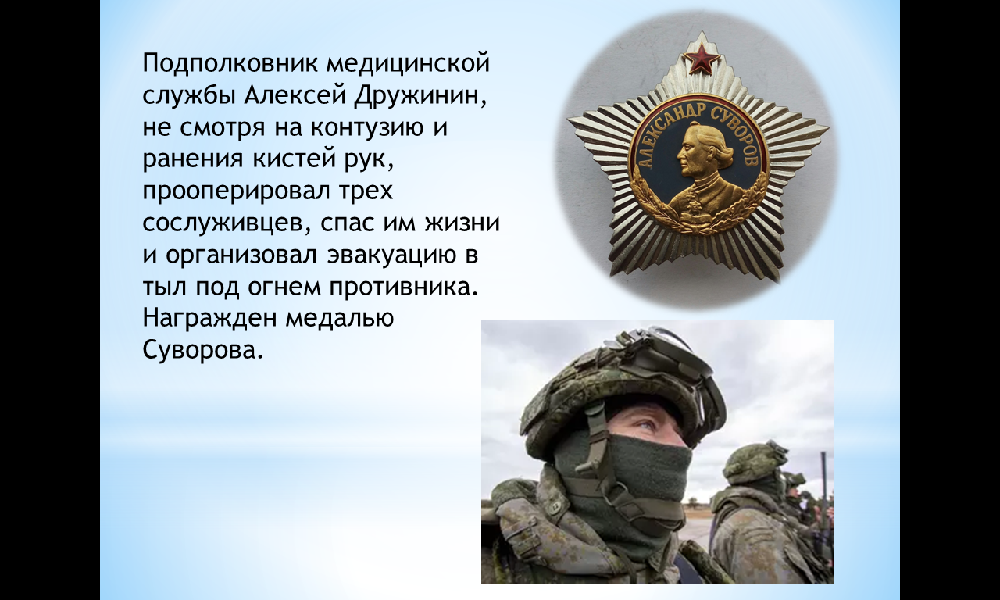 Подполковник медицинской
службы Алексей Дружинин,
не смотря на контузию и
ранения кистей рук,
прооперировал трех
сослуживцев, спас им жизни
и организовал эвакуацию в
тыл под огнем противника.
Награжден медалью
Суворова.
АЛЕКСАНДР СУВОРОВ